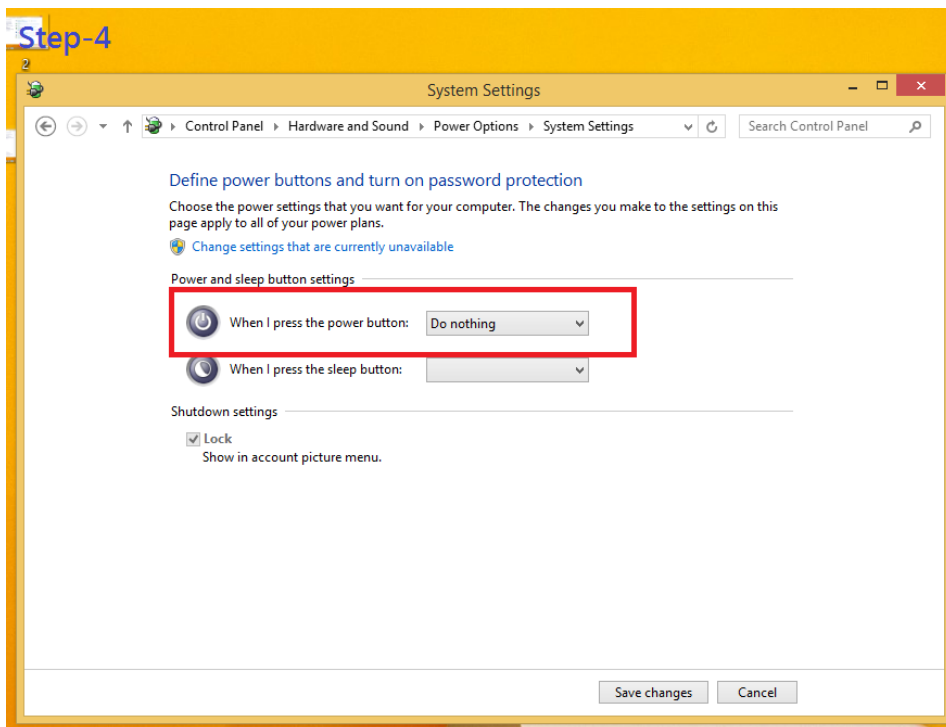 Step-4
2
System Settings
Control Panel Hardware and Sound Power Options System Settings Search Control Panel
Define power buttons and turn on password protection
Choose the power settings that you want for your computer. The changes you make to the settings on this
page apply to all of your power plans.
Change settings that are currently unavailable
Power and sleep button settings
When I press the power button: Do nothing
When I press the sleep button:
Shutdown settings
Lock
Show in account picture menu.
Save changes Cancel